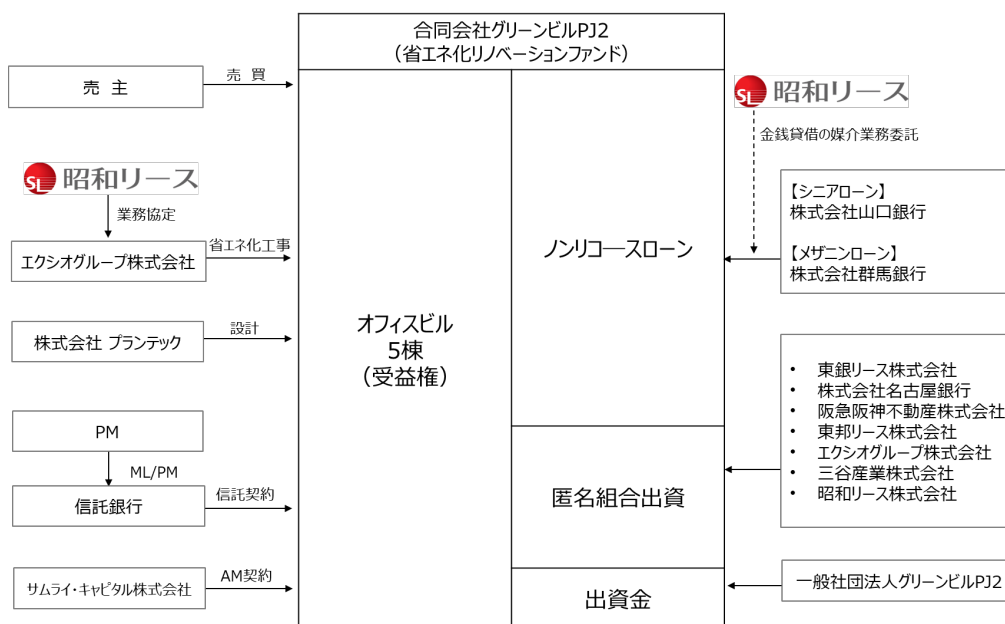 合同会社グリーンビルPJ2
（省エネ化リノベーションファンド）
売 主
売 買
SL 昭和リース
業務協定
エクシオグループ株式会社
省エネ化工事
株式会社 プランテック
設計
PM
ML/PM
信託銀行
信託契約
サムライ・キャピタル株式会社
AM契約
オフィスビル
5棟
（受益権）
ノンリコースローン
匿名組合出資
出資金
SL 昭和リース
金銭貸借の媒介業務委託
【シニアローン】
株式会社山口銀行
【メザニンローン】
株式会社群馬銀行
• 東銀リース株式会社
• 株式会社名古屋銀行
• 阪急阪神不動産株式会社
• 東邦リース株式会社
• エクシオグループ株式会社
• 三谷産業株式会社
• 昭和リース株式会社
一般社団法人グリーンビルPJ2